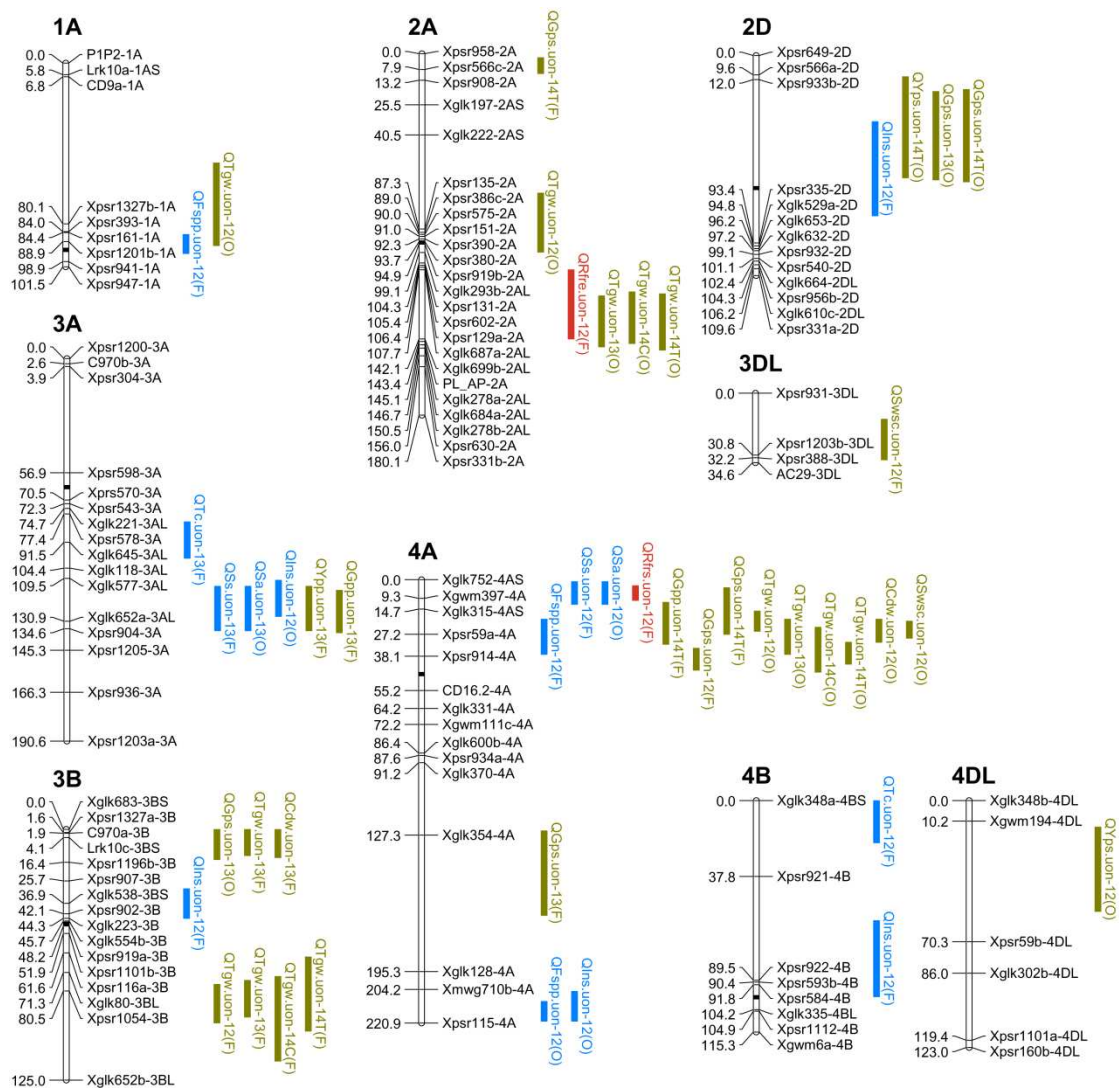 1A
0.0 P1P2-1A
5.8 Lrk10a-1AS
6.8 CD9a-1A
80.1 Xpsr1327b-1A
84.0 Xpsr393-1A
84.4 Xpsr161-1A
88.9 Xpsr1201b-1A
98.9 Xpsr941-1A
101.5 Xpsr947-1A
QFspp.uon-12(F)
QTgw.uon-12(O)
2A
0.0 Xpsr958-2A
7.9 Xpsr566c-2A
13.2 Xpsr908-2A
25.5 Xglk197-2AS
40.5 Xglk222-2AS
87.3 Xpsr135-2A
89.0 Xpsr386c-2A
90.0 Xpsr575-2A
91.0 Xpsr151-2A
92.3 Xpsr390-2A
93.7 Xpsr380-2A
94.9 Xpsr919b-2A
99.1 Xglk293b-2AL
104.3 Xpsr131-2A
105.4 Xpsr602-2A
106.4 Xpsr129a-2A
107.7 Xglk687a-2AL
142.1 Xglk699b-2AL
143.4 PL_AP-2A
145.1 Xglk278a-2AL
146.7 Xglk684a-2AL
150.5 Xglk278b-2AL
156.0 Xpsr630-2A
180.1 Xpsr331b-2A
QGps.uon-14T(F)
QTgw.uon-12(O)
QRfre.uon-12(F)
QTgw.uon-13(O)
QTgw.uon-14C(O)
QTgw.uon-14T(O)
2D
0.0 Xpsr649-2D
9.6 Xpsr566a-2D
12.0 Xpsr933b-2D
93.4 Xpsr335-2D
94.8 Xglk529a-2D
96.2 Xglk653-2D
97.2 Xglk632-2D
99.1 Xpsr932-2D
101.1 Xpsr540-2D
102.4 Xglk664-2DL
104.3 Xpsr956b-2D
106.2 Xglk610c-2DL
109.6 Xpsr331a-2D
QIns.uon-12(F)
QYps.uon-14T(O)
QGps.uon-13(O)
QGps.uon-14T(O)
3A
0.0 Xpsr1200-3A
2.6 C970b-3A
3.9 Xpsr304-3A
56.9 Xpsr598-3A
70.5 Xprs570-3A
72.3 Xpsr543-3A
74.7 Xglk221-3AL
77.4 Xpsr578-3A
91.5 Xglk645-3AL
104.4 Xglk118-3AL
109.5 Xglk577-3AL
130.9 Xglk652a-3AL
134.6 Xpsr904-3A
145.3 Xpsr1205-3A
166.3 Xpsr936-3A
190.6 Xpsr1203a-3A
QTc.uon-13(F)
QSs.uon-13(F)
QSa.uon-13(O)
QIns.uon-12(O)
QYpp.uon-13(F)
QGpp.uon-13(F)
3DL
0.0 Xpsr931-3DL
30.8 Xpsr1203b-3DL
32.2 Xpsr388-3DL
34.6 AC29-3DL
QSwsc.uon-12(F)
4A
0.0 Xglk752-4AS
9.3 Xgwm397-4A
14.7 Xglk315-4AS
27.2 Xpsr59a-4A
38.1 Xpsr914-4A
55.2 CD16.2-4A
64.2 Xglk331-4A
72.2 Xgwm111c-4A
86.4 Xglk600b-4A
87.6 Xpsr934a-4A
91.2 Xglk370-4A
127.3 Xglk354-4A
195.3 Xglk128-4A
204.2 Xmwg710b-4A
220.9 Xpsr115-4A
QFspp.uon-12(F)
QSs.uon-12(F)
QSa.uon-12(O)
QRfrs.uon-12(F)
QGpp.uon-14T(F)
QGps.uon-12(F)
QGps.uon-14T(F)
QTgw.uon-12(O)
QTgw.uon-13(O)
QTgw.uon-14C(O)
QTgw.uon-14T(O)
QCdw.uon-12(O)
QSwsc.uon-12(O)
QGps.uon-13(F)
QFspp.uon-12(O)
QIns.uon-12(O)
3B
0.0 Xglk683-3BS
1.6 Xpsr1327a-3B
1.9 C970a-3B
4.1 Lrk10c-3BS
16.4 Xpsr1196b-3B
25.7 Xpsr907-3B
36.9 Xglk538-3BS
42.1 Xpsr902-3B
44.3 Xglk223-3B
45.7 Xglk554b-3B
48.2 Xpsr919a-3B
51.9 Xpsr1101b-3B
61.6 Xpsr116a-3B
71.3 Xglk80-3BL
80.5 Xpsr1054-3B
125.0 Xglk652b-3BL
QIns.uon-12(F)
QGps.uon-13(O)
QTgw.uon-13(F)
QCdw.uon-13(F)
QTgw.uon-12(F)
QTgw.uon-13(F)
QTgw.uon-14C(F)
QTgw.uon-14T(F)
4B
0.0 Xglk348a-4BS
37.8 Xpsr921-4B
89.5 Xpsr922-4B
90.4 Xpsr593b-4B
91.8 Xpsr584-4B
104.2 Xglk335-4BL
104.9 Xpsr1112-4B
115.3 Xgwm6a-4B
QTc.uon-12(F)
QIns.uon-12(F)
4DL
0.0 Xglk348b-4DL
10.2 Xgwm194-4DL
70.3 Xpsr59b-4DL
86.0 Xglk302b-4DL
119.4 Xpsr1101a-4DL
123.0 Xpsr160b-4DL
QYps.uon-12(O)